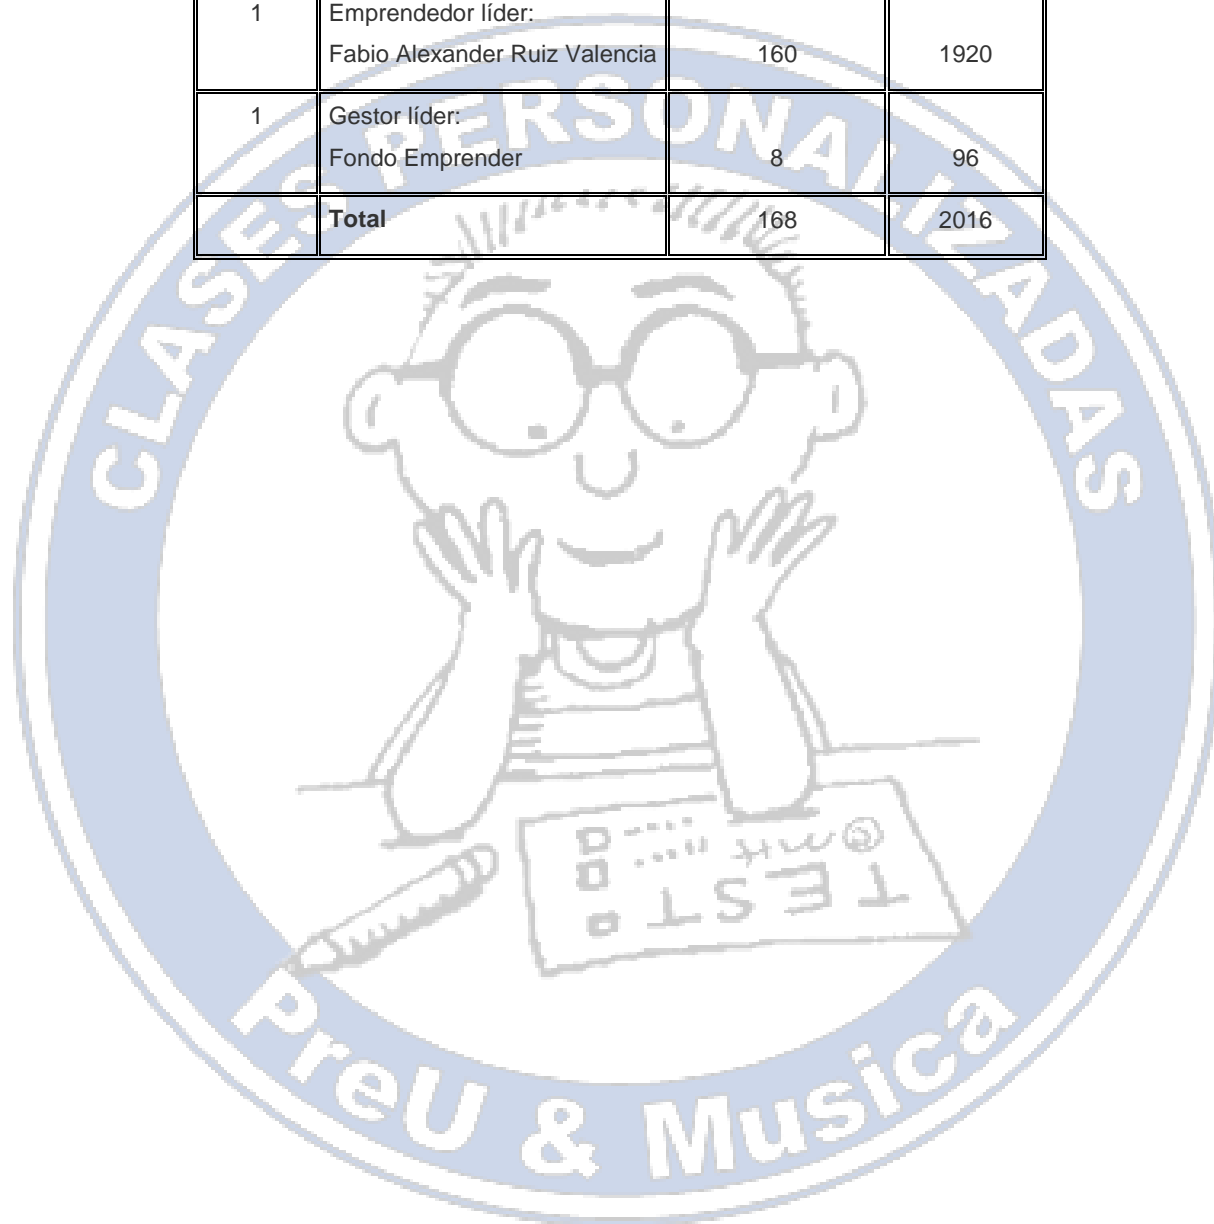 1 Emprendedor líder:
Fabio Alexander Ruiz Valencia 160 1920
1 Gestor líder:
Fondo Emprender 8 96
Total 168 2016
CLASES PERSONALIZADAS
TEST
PreU & Musica